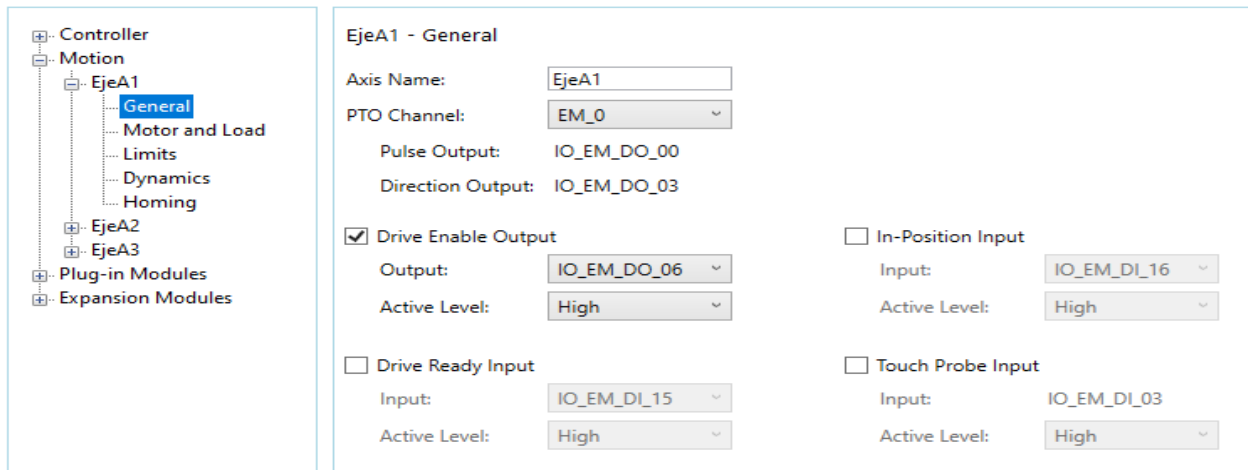 Controller
Motion
EjeA1
General
Motor and Load
Limits
Dynamics
Homing
EjeA2
EjeA3
Plug-in Modules
Expansion Modules
EjeA1 - General
Axis Name: EjeA1
PTO Channel: EM_0
Pulse Output: IO_EM_DO_00
Direction Output: IO_EM_DO_03
Drive Enable Output
Output: IO_EM_DO_06
Active Level: High
In-Position Input
Input: IO_EM_DI_16
Active Level: High
Drive Ready Input
Input: IO_EM_DI_15
Active Level: High
Touch Probe Input
Input: IO_EM_DI_03
Active Level: High